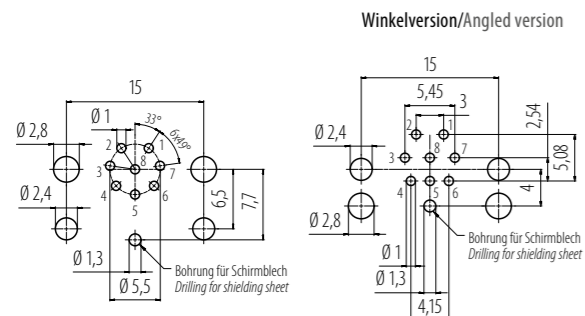 Winkelversion/Angled version
15
Ø 2,8
Ø 1
33°
6x49°
2
1
3
8
7
4
6
5
Ø 2,4
6,5
7,7
Ø 1,3
Ø 5,5
Bohrung für Schirmblech
Drilling for shielding sheet
15
5,45
3
2,54
Ø 2,4
2
1
8
3
7
5,08
4
4
5
6
Ø 2,8
Ø 1
Ø 1,3
4,15
Bohrung für Schirmblech
Drilling for shielding sheet